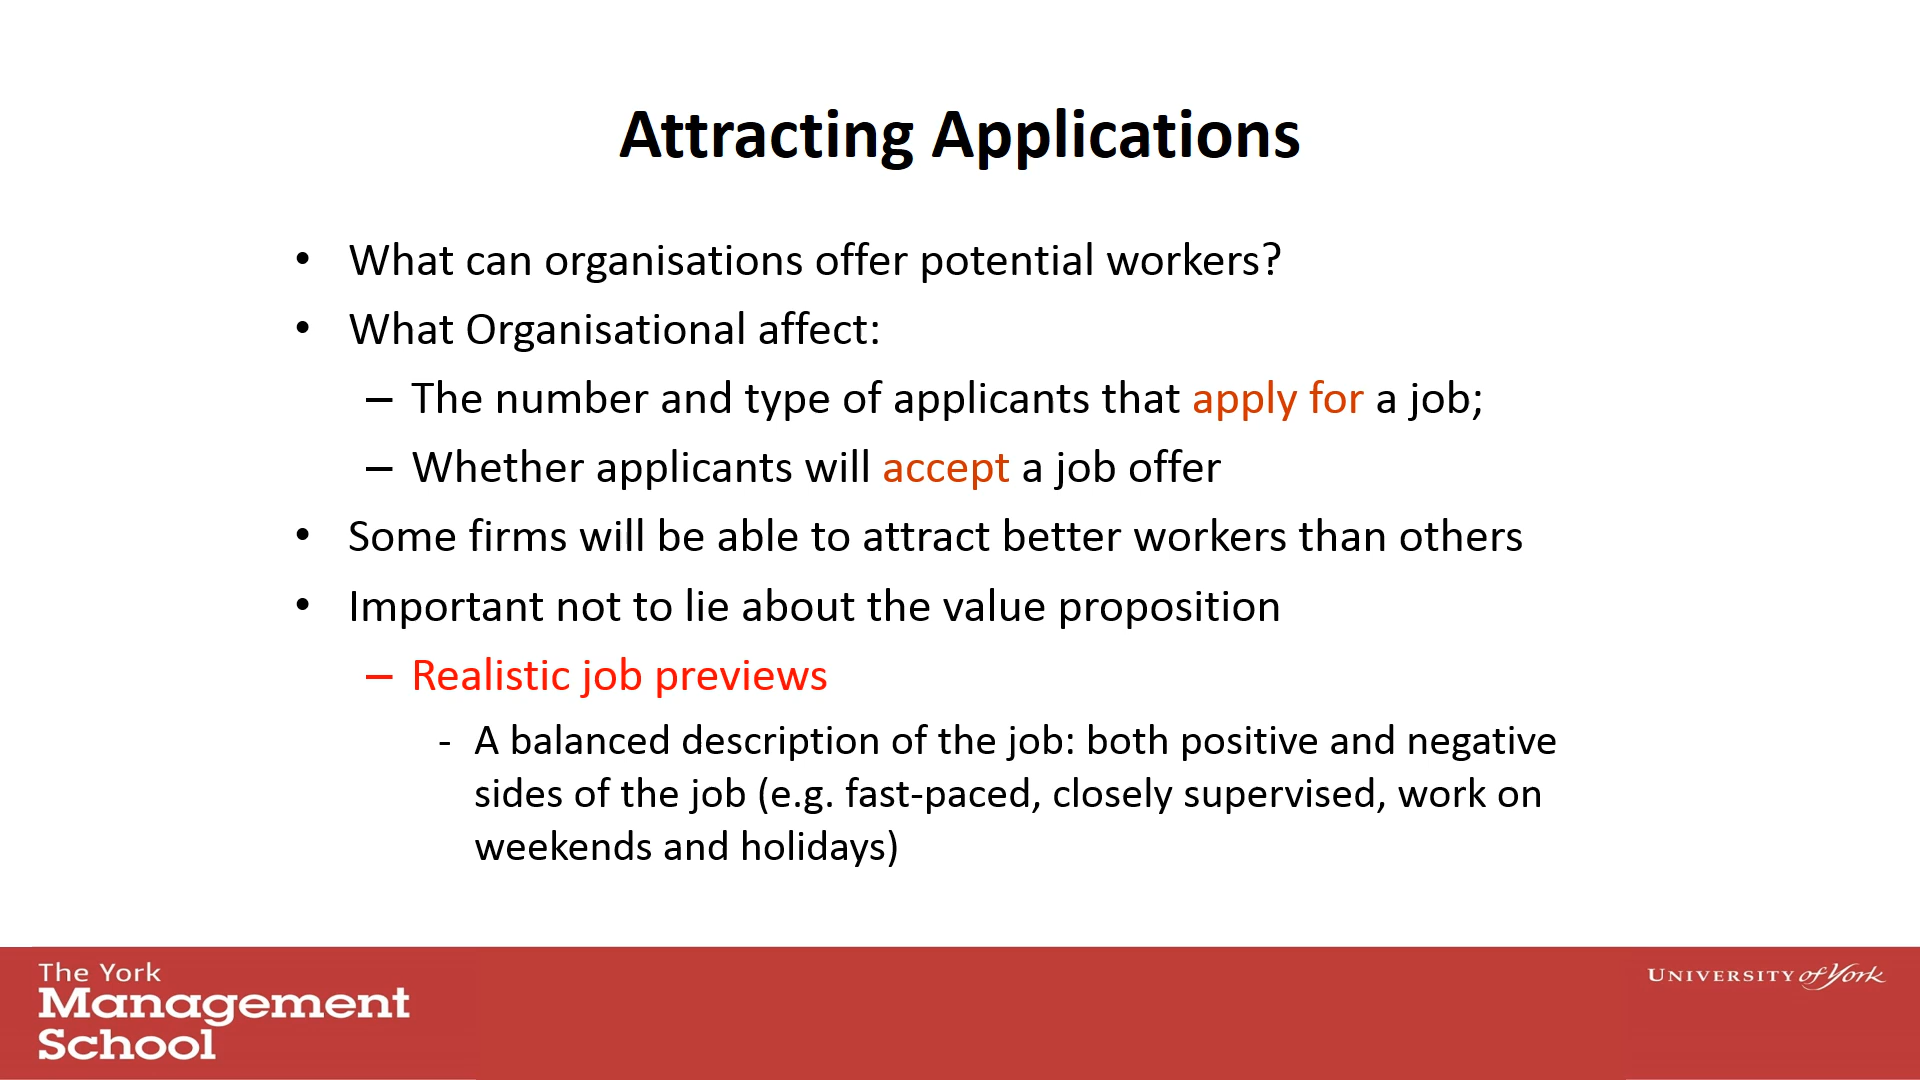 Attracting Applications
• What can organisations offer potential workers?
• What Organisational affect:
– The number and type of applicants that apply for a job;
– Whether applicants will accept a job offer
• Some firms will be able to attract better workers than others
• Important not to lie about the value proposition
– Realistic job previews
- A balanced description of the job: both positive and negative
sides of the job (e.g. fast-paced, closely supervised, work on
weekends and holidays)
The York
Management
School
UNIVERSITY of York